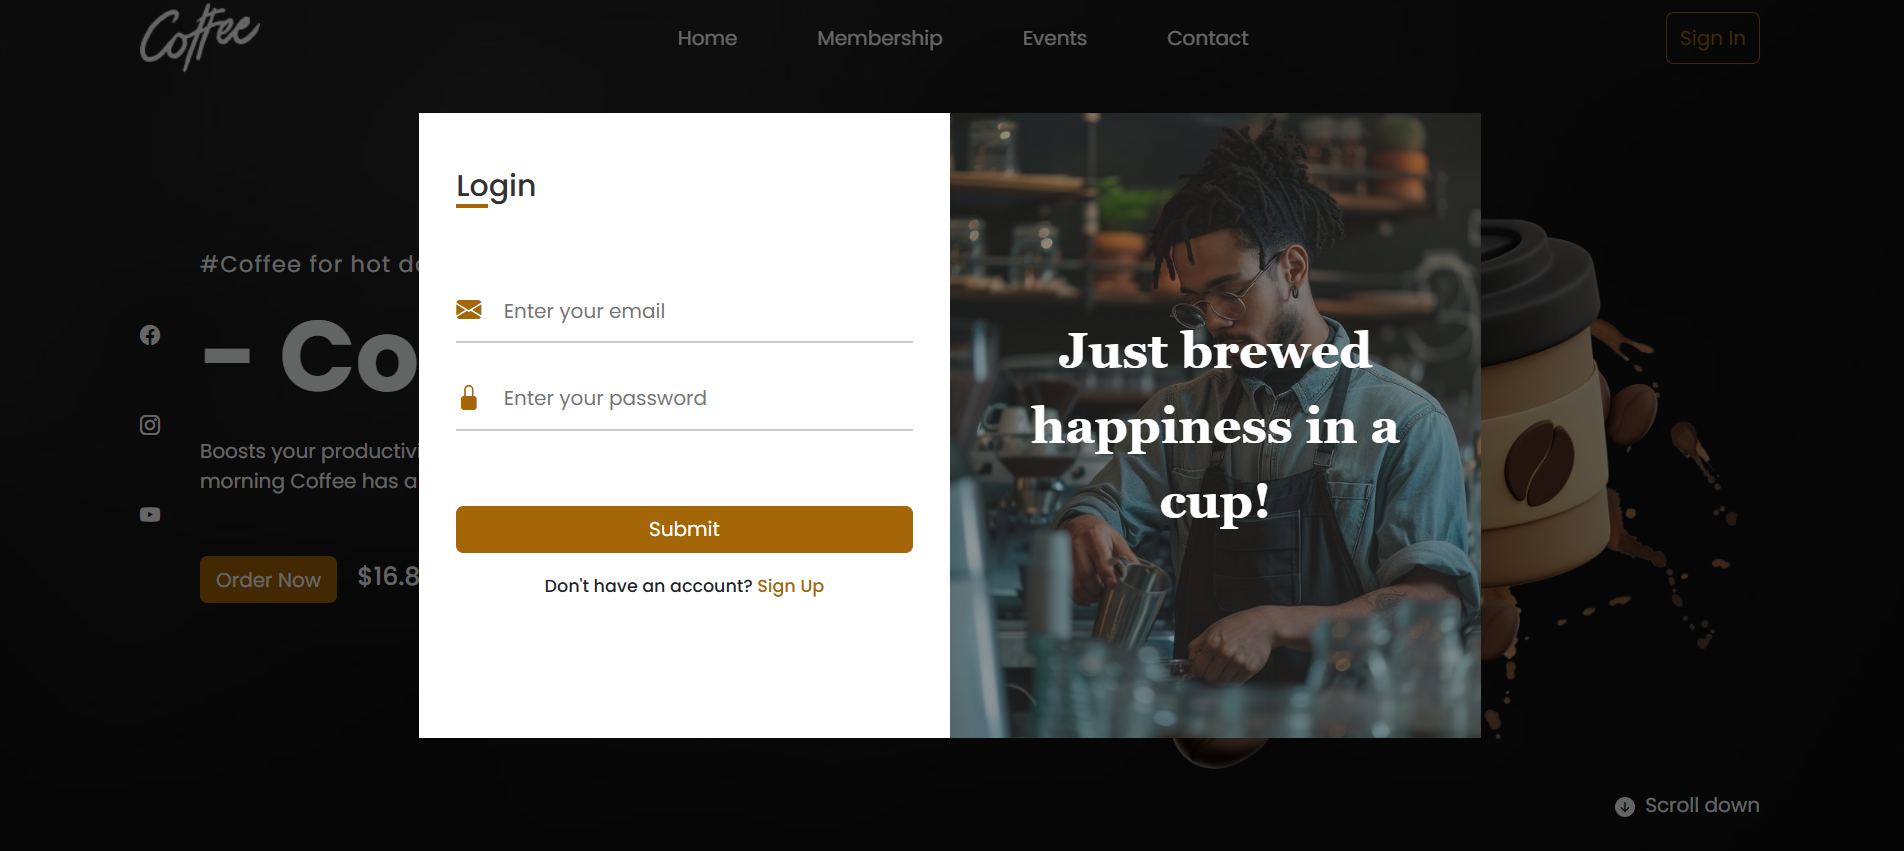 Coffee
Home
Membership
Events
Contact
Sign In
#Coffee for hot
- Co
Boosts your
morning Coffee has a
Order Now
$16.8
Login
Enter your email
Enter your password
Submit
Don't have an account? Sign Up
Just brewed
happiness in a
cup!
Scroll down